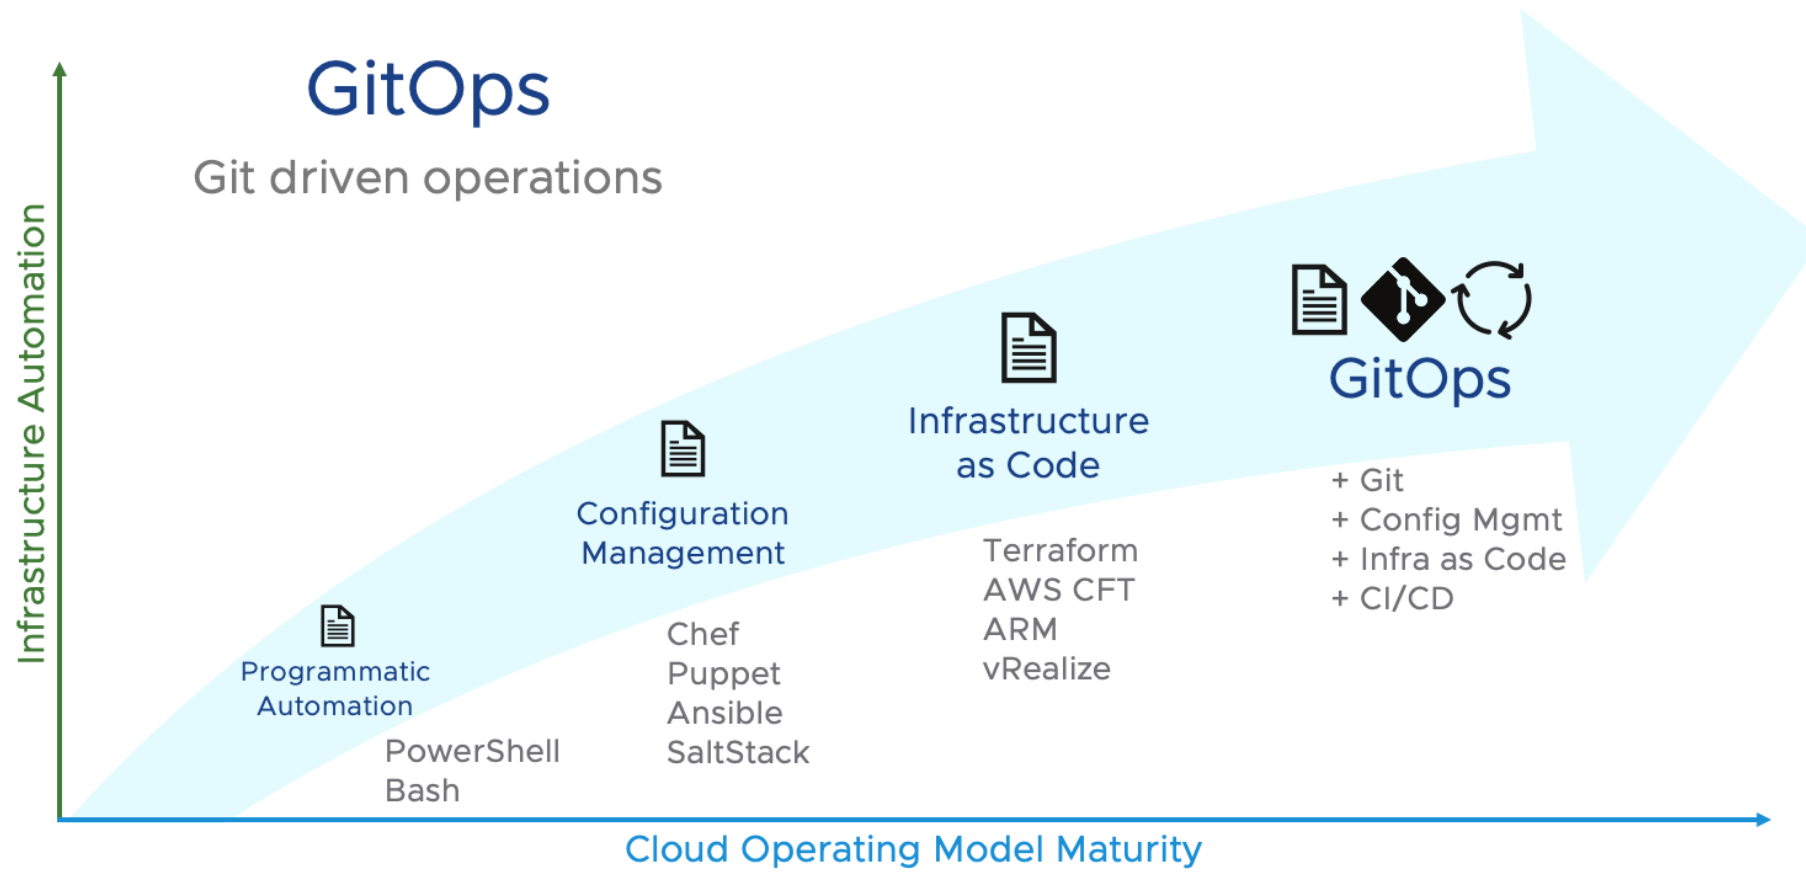 GitOps
Git driven operations
Infrastructure Automation
Programmatic
Automation
PowerShell
Bash
Configuration
Management
Chef
Puppet
Ansible
SaltStack
Infrastructure
as Code
Terraform
AWS CFT
ARM
vRealize
GitOps
+ Git
+ Config Mgmt
+ Infra as Code
+ CI/CD
Cloud Operating Model Maturity